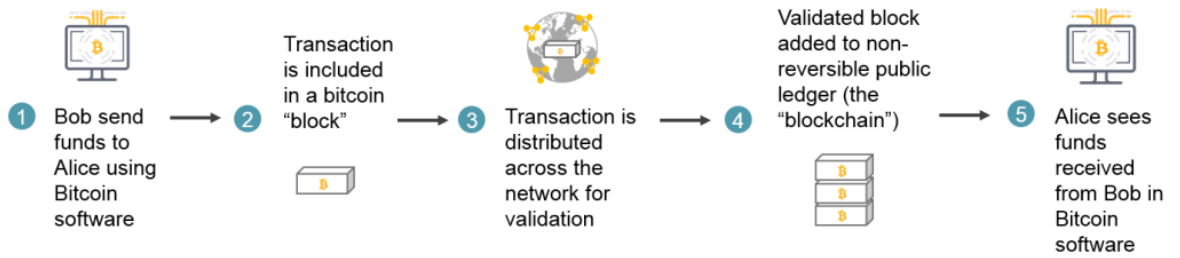 1
Bob send
funds to
Alice using
Bitcoin
software
2
Transaction
is included
in a bitcoin
“block”
3
Transaction is
distributed
across the
network for
validation
4
Validated block
added to non-
reversible public
ledger (the
“blockchain”)
5
Alice sees
funds
received
from Bob in
Bitcoin
software